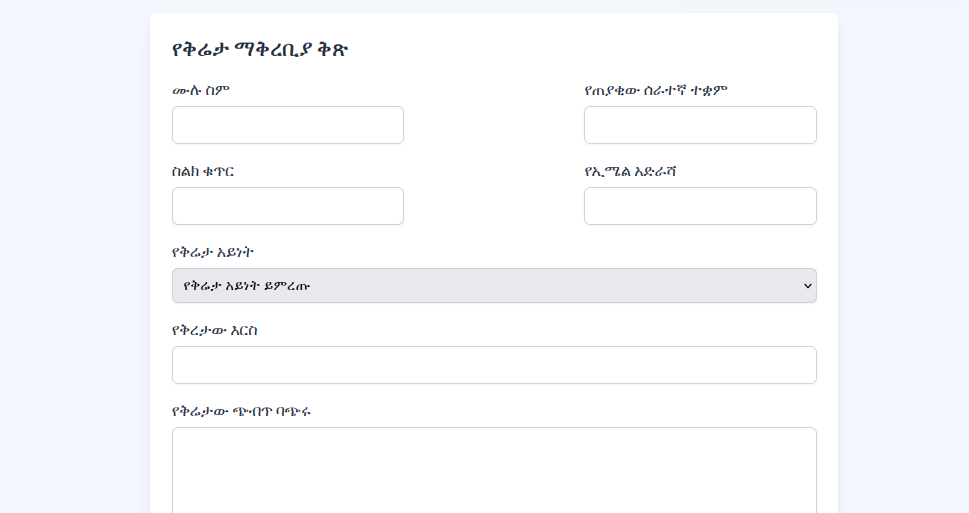 የቅሬታ ማቅረቢያ ቅጽ
ሙሉ ስም
የጠያቂው ሰራተኛ ተቋም
ስልክ ቁጥር
የኢሜል አድራሻ
የቅሬታ አይነት
የቅሬታ አይነት ይምረጡ
የቅረታው እርስ
የቅሬታው ጭብጥ ባጭሩ